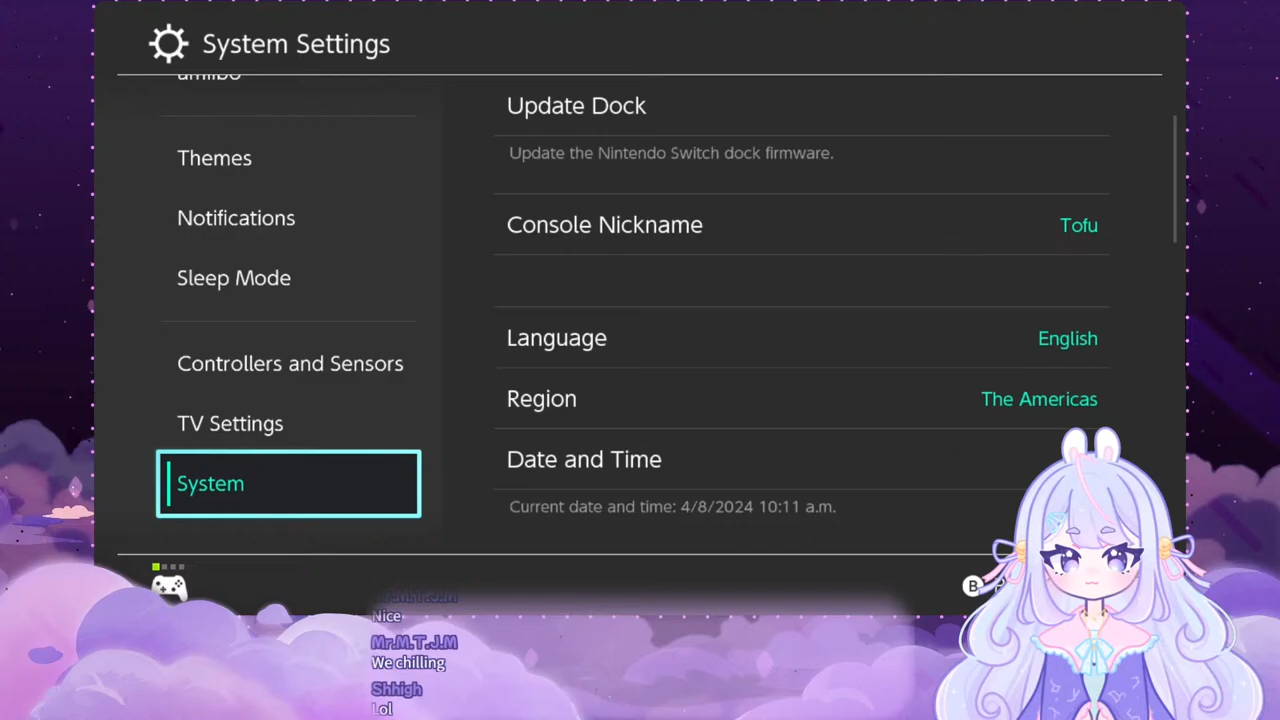 System Settings
amiibo
Themes
Notifications
Sleep Mode
Controllers and Sensors
TV Settings
System
Update Dock
Update the Nintendo Switch dock firmware.
Console Nickname
Tofu
Language
English
Region
The Americas
Date and Time
Current date and time: 4/8/2024 10:11 a.m.
B
Mr.M.T.J.M
Nice
Mr.M.T.J.M
We chilling
Shhigh
Lol